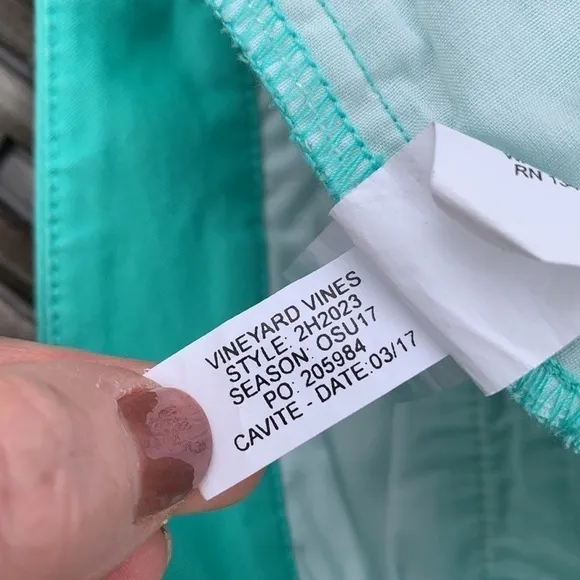 RN
VINEYARD VINES
STYLE: 2H2023
SEASON: OSU17
PO: 205984
CAVITE - DATE:03/17